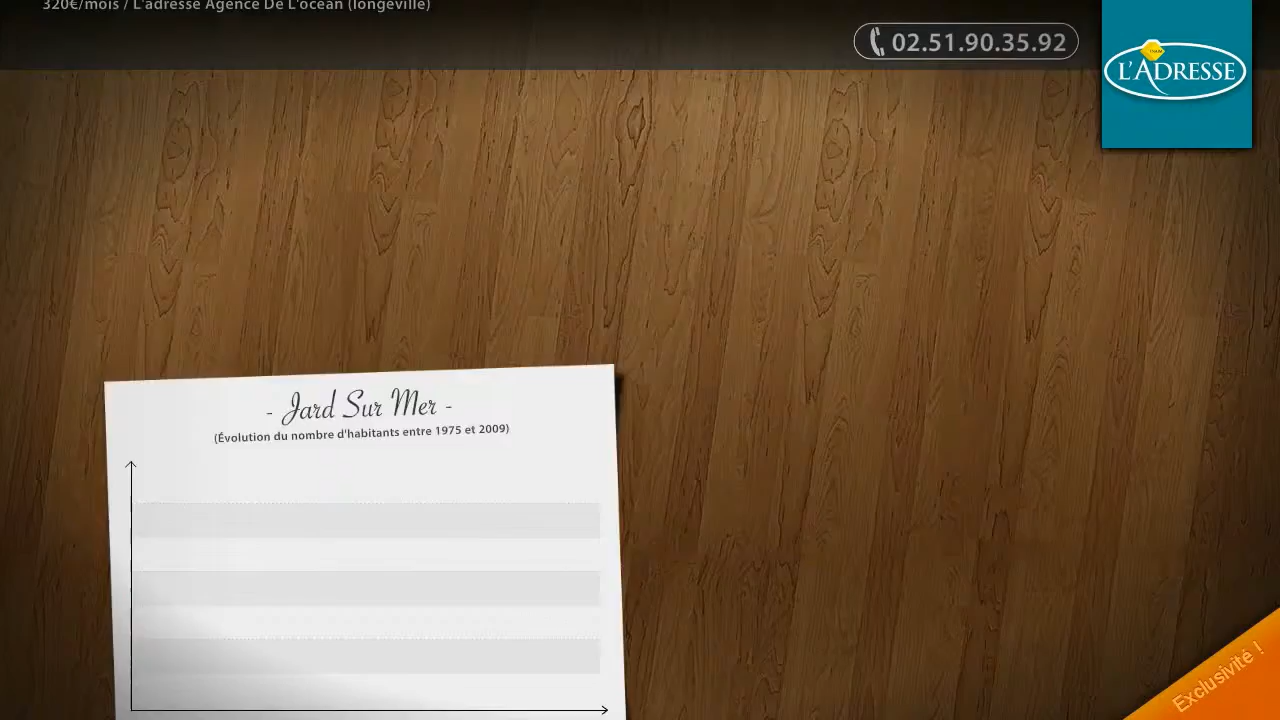 320€/mois / L'adresse Agence De L'ocean (longeville)
02.51.90.35.92
L'ADRESSE
- Jard Sur Mer -
(Évolution du nombre d'habitants entre 1975 et 2009)
Exclusivité !